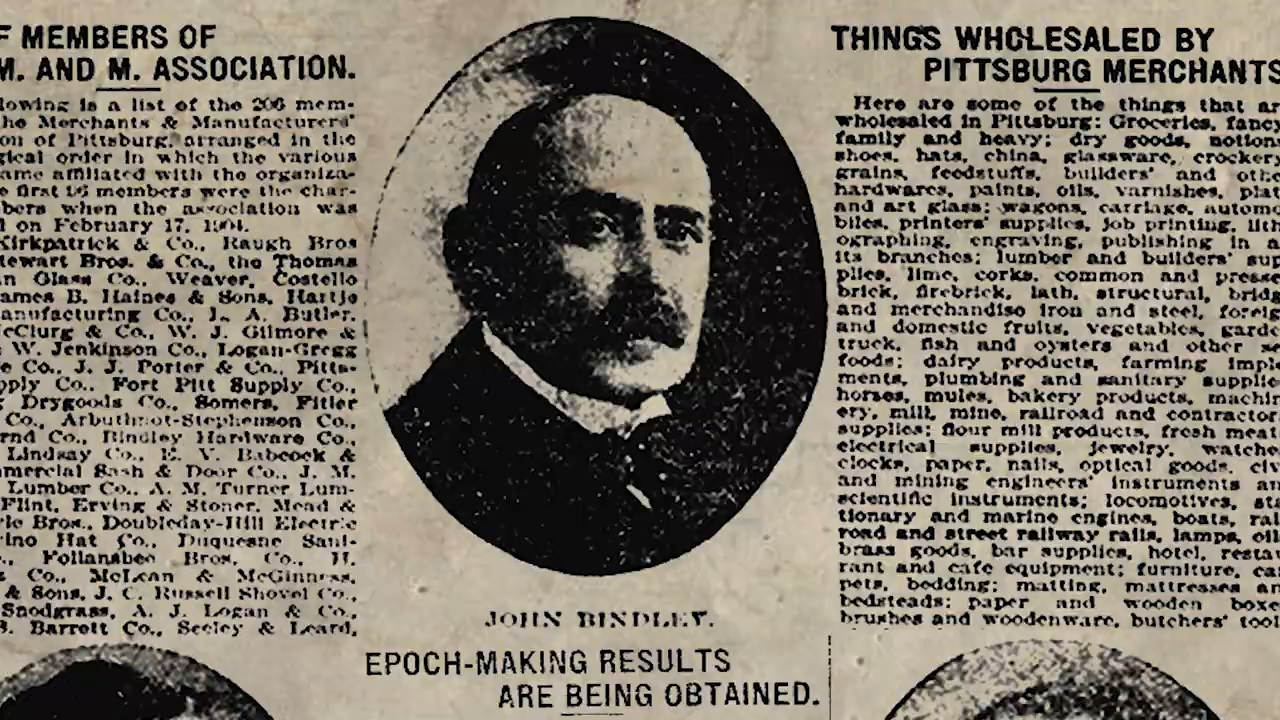 F MEMBERS OF
M. AND M. ASSOCIATION.
lowing is a list of the 206 mem-
he Merchants & Manufacturers'
on of Pittsburg, arranged in the
gical order in which the various
ame affiliated with the organiza-
e first 56 members were the char-
bers when the association was
d on February 17, 1904.
Kirkpatrick & Co., Raugh Bros
tewart Bros. & Co., the Thomas
an Glass Co., Weaver, Costello
ames B. Haines & Sons, Hartje
anufacturing Co., L. A. Butler,
cClurg & Co., W. J. Gilmore &
W. Jenkinson Co., Logan-Gregg
e Co., J. J. Porter & Co., Pitts-
pply Co., Fort Pitt Supply Co.,
g Drygoods Co., Somers, Fitler
Co., Arbuthnot-Stephenson Co.,
rnd Co., Bindley Hardware Co.,
Lindsay Co., E. V. Babcock &
mmercial Sash & Door Co., J. M.
Lumber Co., A. M. Turner Lum-
Flint, Erving & Stoner, Mead &
le Bros., Doubleday-Hill Electric
rino Hat Co., Duquesne Sani-
., Follansbee Bros. Co., H.
s Co., McLean & McGinness,
& Sons, J. C. Russell Shovel Co.,
Snodgrass, A. J. Logan & Co.,
B. Barrett Co., Seeley & Leard,
JOHN BINDLEY.
EPOCH-MAKING RESULTS
ARE BEING OBTAINED.
THINGS WHOLESALED BY
PITTSBURG MERCHANTS
Here are some of the things that ar
wholesaled in Pittsburg: Groceries, fancy
family and heavy; dry goods, notions
shoes, hats, china, glassware, crockery
grains, feedstuffs, builders' and othe
hardwares, paints, oils, varnishes, plat
and art glass; wagons, carriage, automo
biles, printers' supplies, job printing, lith
ographing, engraving, publishing in a
its branches; lumber and builders' sup
plies, lime, corks, common and presse
brick, firebrick, lath, structural, bridg
and merchandise iron and steel, foreig
and domestic fruits, vegetables, garde
truck, fish and oysters and other se
foods; dairy products, farming imple
ments, plumbing and sanitary supplie
horses, mules, bakery products, machin
ery, mill, mine, railroad and contractor
supplies; flour mill products, fresh meat
electrical supplies, jewelry, watche
clocks, paper, nails, optical goods, civ
and mining engineers' instruments an
scientific instruments; locomotives, sta
tionary and marine engines, boats, rail
road and street railway rails, lamps, oil
brass goods, bar supplies, hotel, restau
rant and cafe equipment; furniture, car
pets, bedding; matting, mattresses an
bedsteads; paper and wooden boxe
brushes and woodenware, butchers' tool